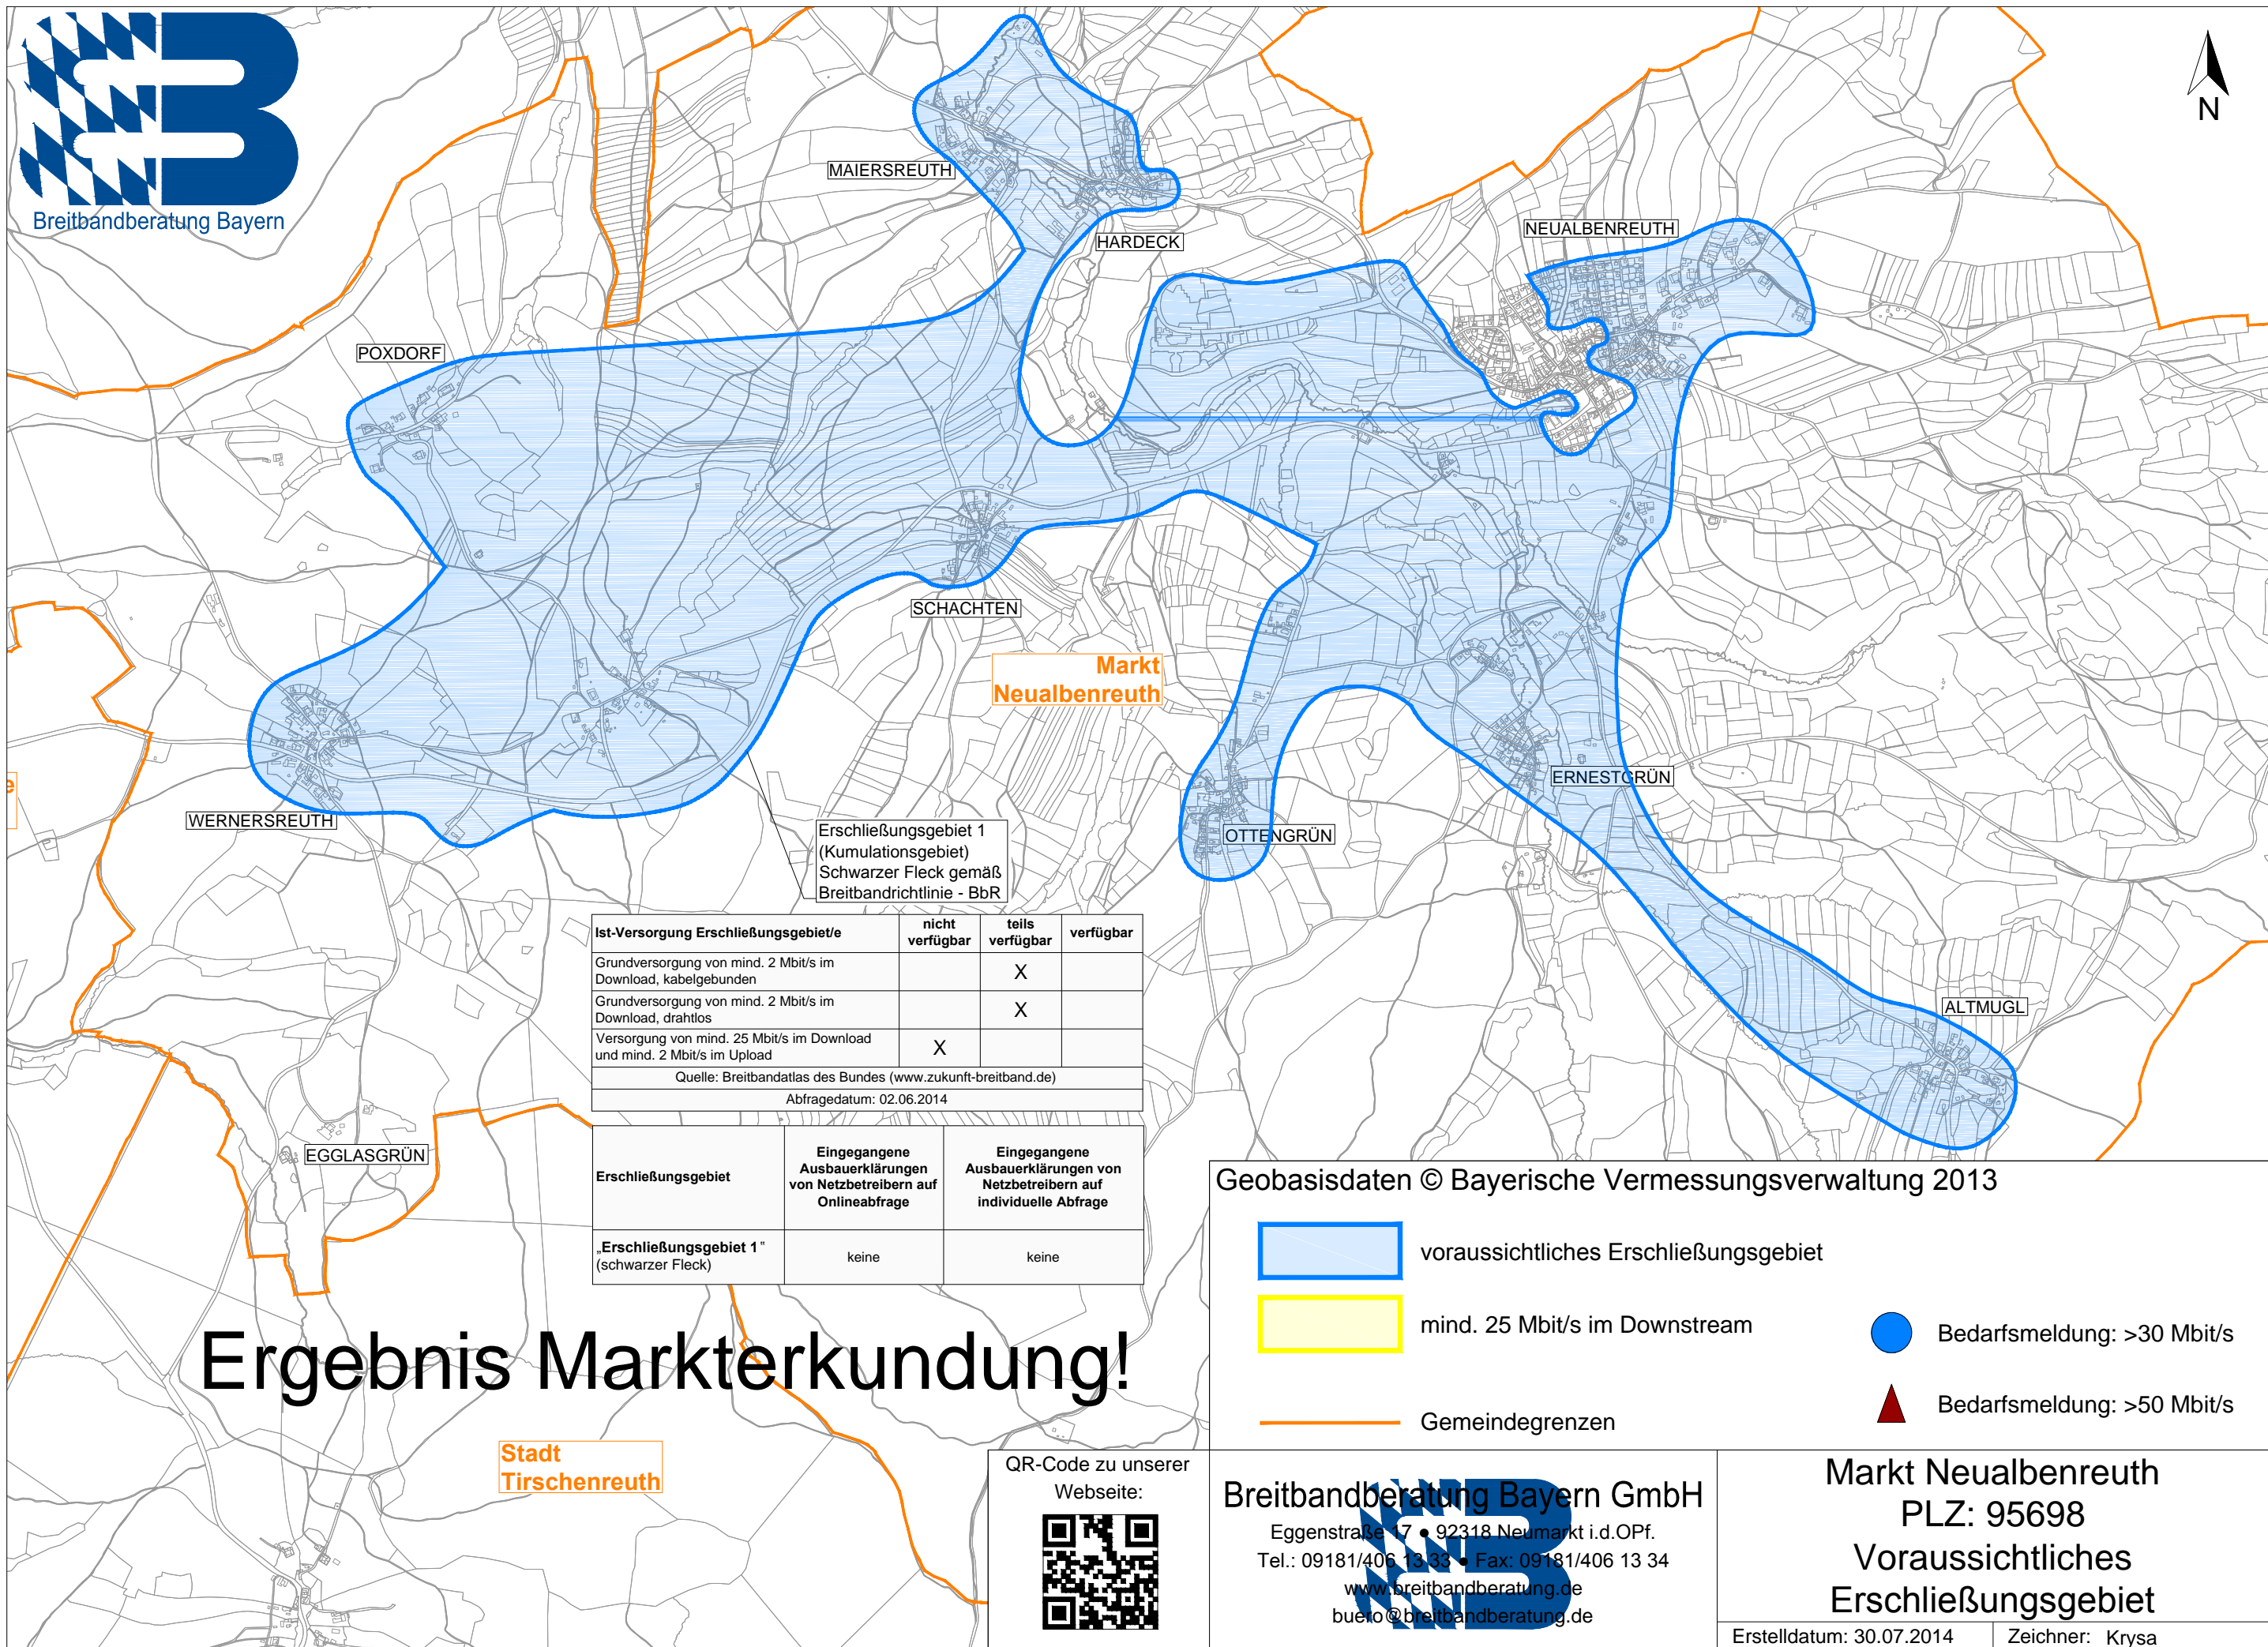 Breitbandberatung Bayern
N
MAIERSREUTH
HARDECK
NEUALBENREUTH
POXDORF
SCHACHTEN
Markt
Neualbenreuth
WERNERSREUTH
ERNESTGRÜN
OTTENGRÜN
ALTMUGL
EGGLASGRÜN
Erschließungsgebiet 1
(Kumulationsgebiet)
Schwarzer Fleck gemäß
Breitbandrichtlinie - BbR
Ist-Versorgung Erschließungsgebiet/e nicht verfügbar teils verfügbar verfügbar
Grundversorgung von mind. 2 Mbit/s im
Download, kabelgebunden X
Grundversorgung von mind. 2 Mbit/s im
Download, drahtlos X
Versorgung von mind. 25 Mbit/s im Download
und mind. 2 Mbit/s im Upload X
Quelle: Breitbandatlas des Bundes (www.zukunft-breitband.de)
Abfragedatum: 02.06.2014
Erschließungsgebiet
Eingegangene
Ausbauerklärungen
von Netzbetreibern auf
Onlineabfrage
Eingegangene
Ausbauerklärungen von
Netzbetreibern auf
individuelle Abfrage
„Erschließungsgebiet 1"
(schwarzer Fleck) keine keine
Ergebnis Markterkundung!
Stadt
Tirschenreuth
Geobasisdaten © Bayerische Vermessungsverwaltung 2013
voraussichtliches Erschließungsgebiet
mind. 25 Mbit/s im Downstream
Bedarfsmeldung: >30 Mbit/s
Bedarfsmeldung: >50 Mbit/s
Gemeindegrenzen
QR-Code zu unserer
Webseite:
Breitbandberatung Bayern GmbH
Eggenstraße 17 ● 92318 Neumarkt i.d.OPf.
Tel.: 09181/406 13 33 ● Fax: 09181/406 13 34
www.breitbandberatung.de
buero@breitbandberatung.de
Markt Neualbenreuth
PLZ: 95698
Voraussichtliches
Erschließungsgebiet
Erstelldatum: 30.07.2014 Zeichner: Krysa